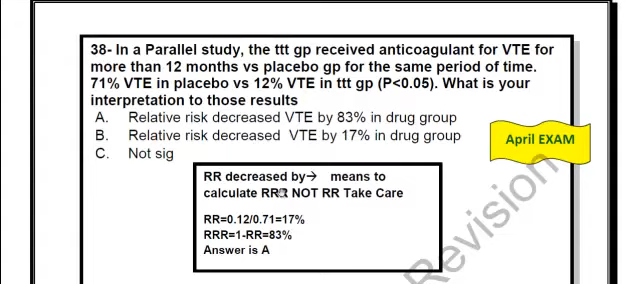 38- In a Parallel study, the ttt gp received anticoagulant for VTE for
more than 12 months vs placebo gp for the same period of time.
71% VTE in placebo vs 12% VTE in ttt gp (P<0.05). What is your
interpretation to those results
A. Relative risk decreased VTE by 83% in drug group
B. Relative risk decreased VTE by 17% in drug group
C. Not sig
April EXAM
RR decreased by→ means to
calculate RRR NOT RR Take Care
RR=0.12/0.71=17%
RRR=1-RR=83%
Answer is A
Revision